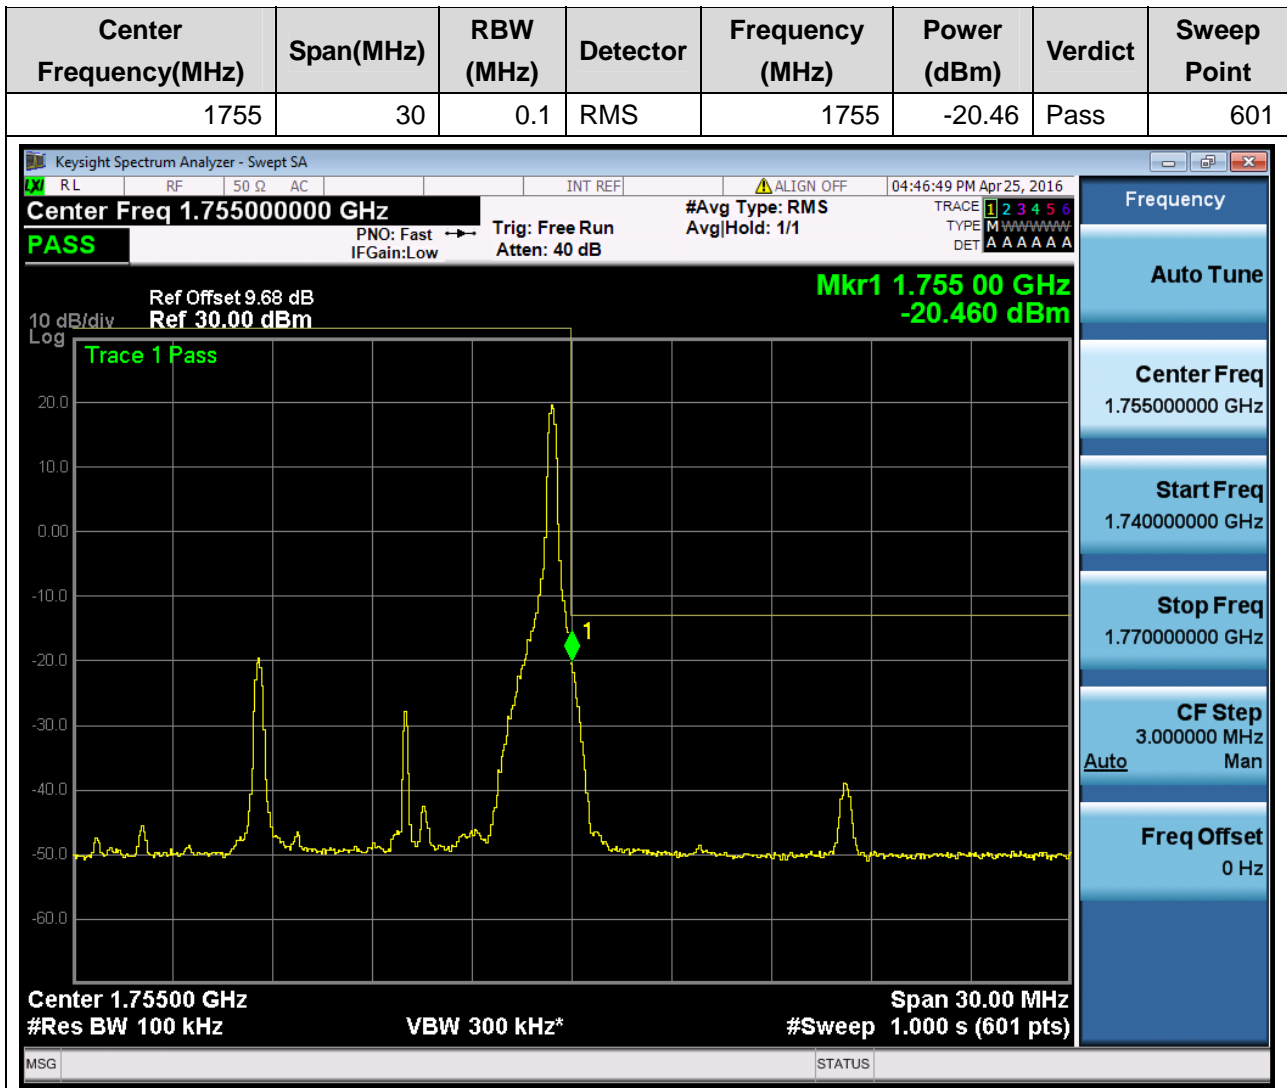 Center Frequency(MHz) Span(MHz) RBW (MHz) Detector Frequency (MHz) Power (dBm) Verdict Sweep Point
1755 30 0.1 RMS 1755 -20.46 Pass 601
Keysight Spectrum Analyzer - Swept SA
LXI RL RF 50 Ω AC INT REF ALIGN OFF 04:46:49 PM Apr 25, 2016
Center Freq 1.755000000 GHz
PASS
PNO: Fast
IFGain:Low
Trig: Free Run
Atten: 40 dB
#Avg Type: RMS
Avg|Hold: 1/1
TRACE 1 2 3 4 5 6
TYPE M WWWWW
DET A A A A A A
Frequency
Auto Tune
Center Freq
1.755000000 GHz
Start Freq
1.740000000 GHz
Stop Freq
1.770000000 GHz
CF Step
3.000000 MHz
Auto Man
Freq Offset
0 Hz
Mkr1 1.755 00 GHz
-20.460 dBm
Ref Offset 9.68 dB
10 dB/div Ref 30.00 dBm
Log
Trace 1 Pass
20.0
10.0
0.00
-10.0
1
-20.0
-30.0
-40.0
-50.0
-60.0
Center 1.75500 GHz Span 30.00 MHz
#Res BW 100 kHz VBW 300 kHz* #Sweep 1.000 s (601 pts)
MSG STATUS